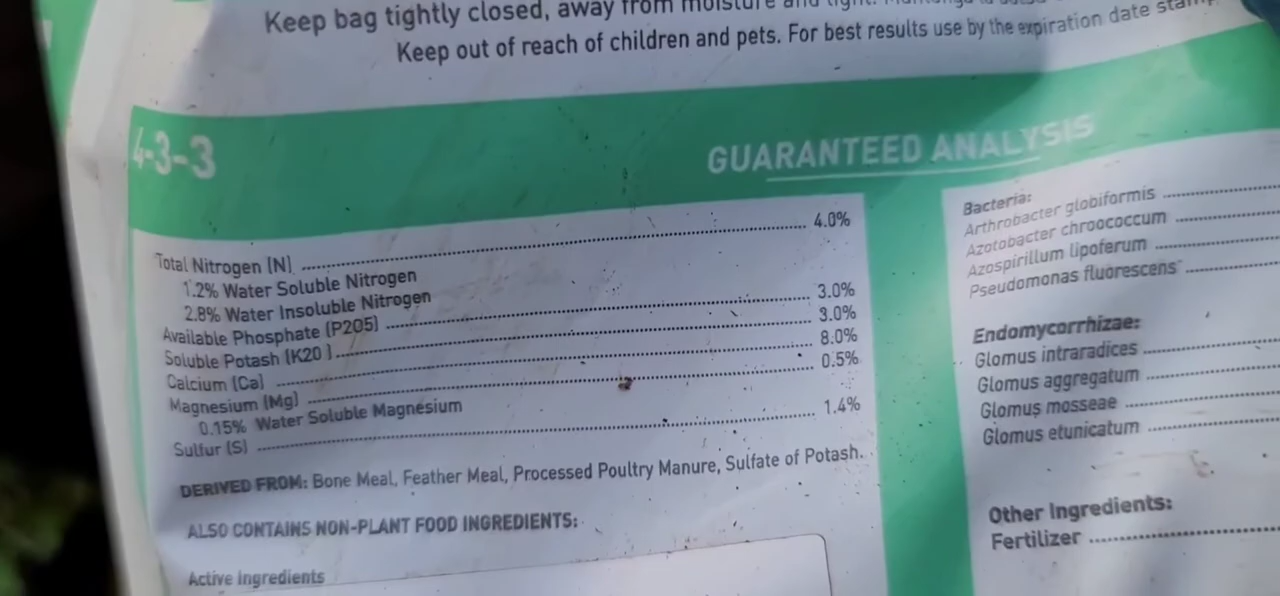 Keep bag tightly closed, away from moisture and light.
Keep out of reach of children and pets. For best results use by the expiration date
4-3-3
GUARANTEED ANALYSIS
Total Nitrogen (N) 4.0%
1.2% Water Soluble Nitrogen
2.8% Water Insoluble Nitrogen
Available Phosphate (P2O5) 3.0%
Soluble Potash (K2O ) 3.0%
Calcium (Ca) 8.0%
Magnesium (Mg) 0.5%
0.15% Water Soluble Magnesium
Sulfur (S) 1.4%
DERIVED FROM: Bone Meal, Feather Meal, Processed Poultry Manure, Sulfate of Potash.
ALSO CONTAINS NON-PLANT FOOD INGREDIENTS:
Active Ingredients
Bacteria:
Arthrobacter globiformis
Azotobacter chroococcum
Azospirillum lipoferum
Pseudomonas fluorescens
Endomycorrhizae:
Glomus intraradices
Glomus aggregatum
Glomus mosseae
Glomus etunicatum
Other Ingredients:
Fertilizer